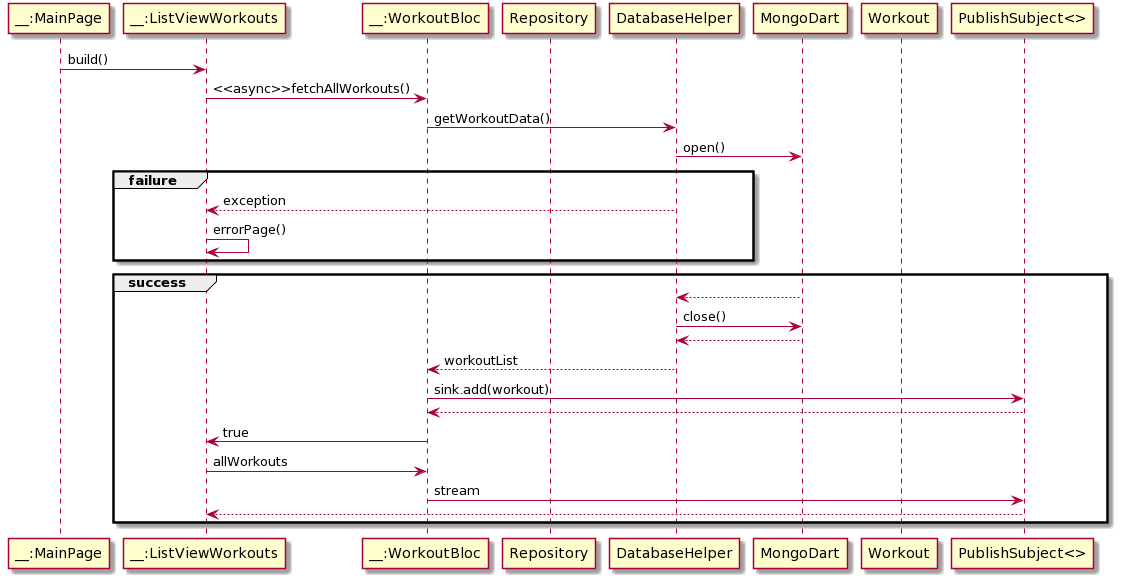 __:MainPage
__:ListViewWorkouts
__:WorkoutBloc
Repository
DatabaseHelper
MongoDart
Workout
PublishSubject<>
build()
<<async>>fetchAllWorkouts()
getWorkoutData()
open()
failure
exception
errorPage()
success
close()
workoutList
sink.add(workout)
true
allWorkouts
stream
__:MainPage
__:ListViewWorkouts
__:WorkoutBloc
Repository
DatabaseHelper
MongoDart
Workout
PublishSubject<>